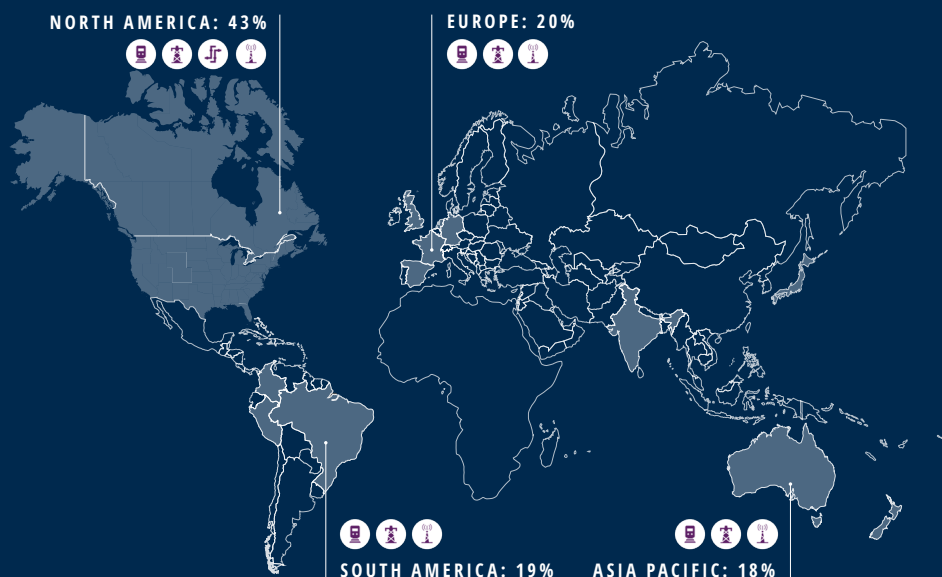 NORTH AMERICA: 43%
EUROPE: 20%
SOUTH AMERICA: 19%
ASIA PACIFIC: 18%